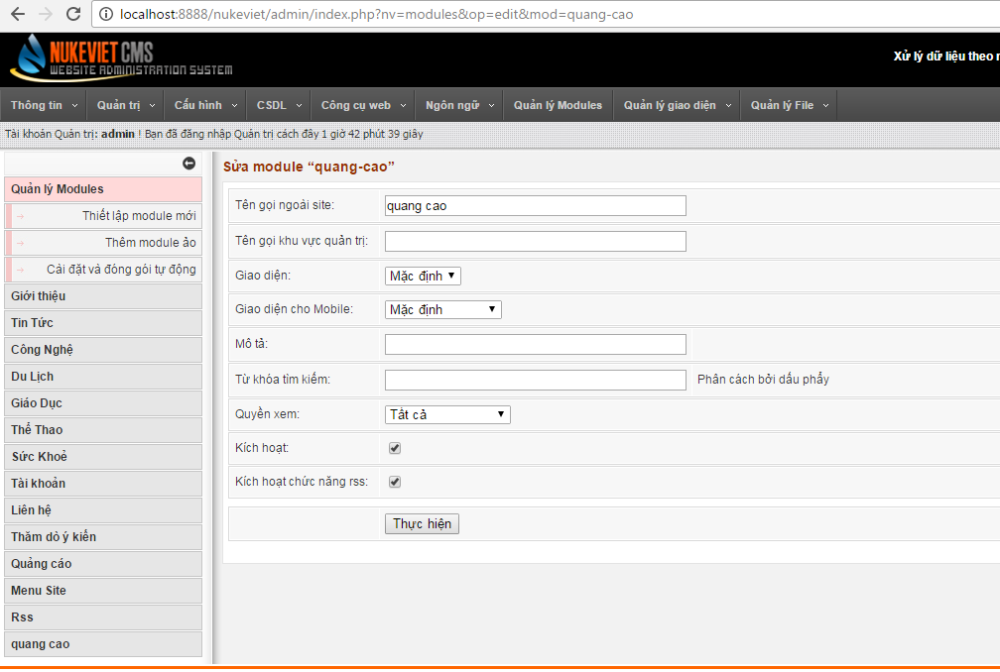 localhost:8888/nukeviet/admin/index.php?nv=modules&op=edit&mod=quang-cao
NUKEVIET CMS
WEBSITE ADMINISTRATION SYSTEM
Xử lý dữ liệu theo
Thông tin Quản trị Cấu hình CSDL Công cụ web Ngôn ngữ Quản lý Modules Quản lý giao diện Quản lý File
Tài khoản Quản trị: admin ! Bạn đã đăng nhập Quản trị cách đây 1 giờ 42 phút 39 giây
Quản lý Modules
Thiết lập module mới
Thêm module ảo
Cài đặt và đóng gói tự động
Giới thiệu
Tin Tức
Công Nghệ
Du Lịch
Giáo Dục
Thể Thao
Sức Khoẻ
Tài khoản
Liên hệ
Thăm dò ý kiến
Quảng cáo
Menu Site
Rss
quang cao
Sửa module “quang-cao”
Tên gọi ngoài site: quang cao
Tên gọi khu vực quản trị:
Giao diện: Mặc định
Giao diện cho Mobile: Mặc định
Mô tả:
Từ khóa tìm kiếm: Phân cách bởi dấu phẩy
Quyền xem: Tất cả
Kích hoạt:
Kích hoạt chức năng rss:
Thực hiện